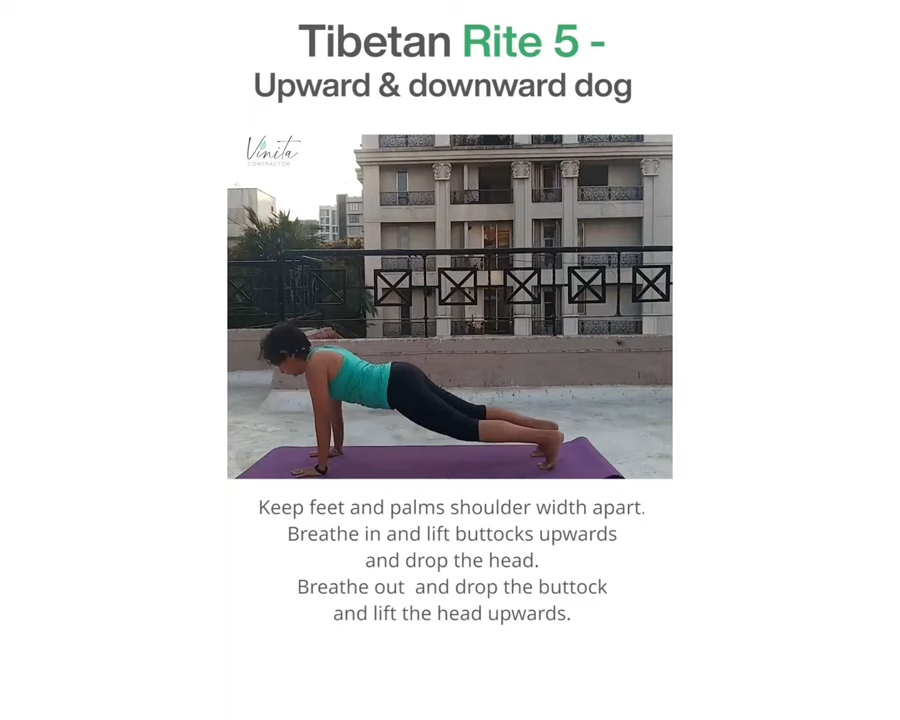 Tibetan Rite 5 -
Upward & downward dog
Vinita
CONTRACTOR
Keep feet and palms shoulder width apart.
Breathe in and lift buttocks upwards
and drop the head.
Breathe out  and drop the buttock
and lift the head upwards.